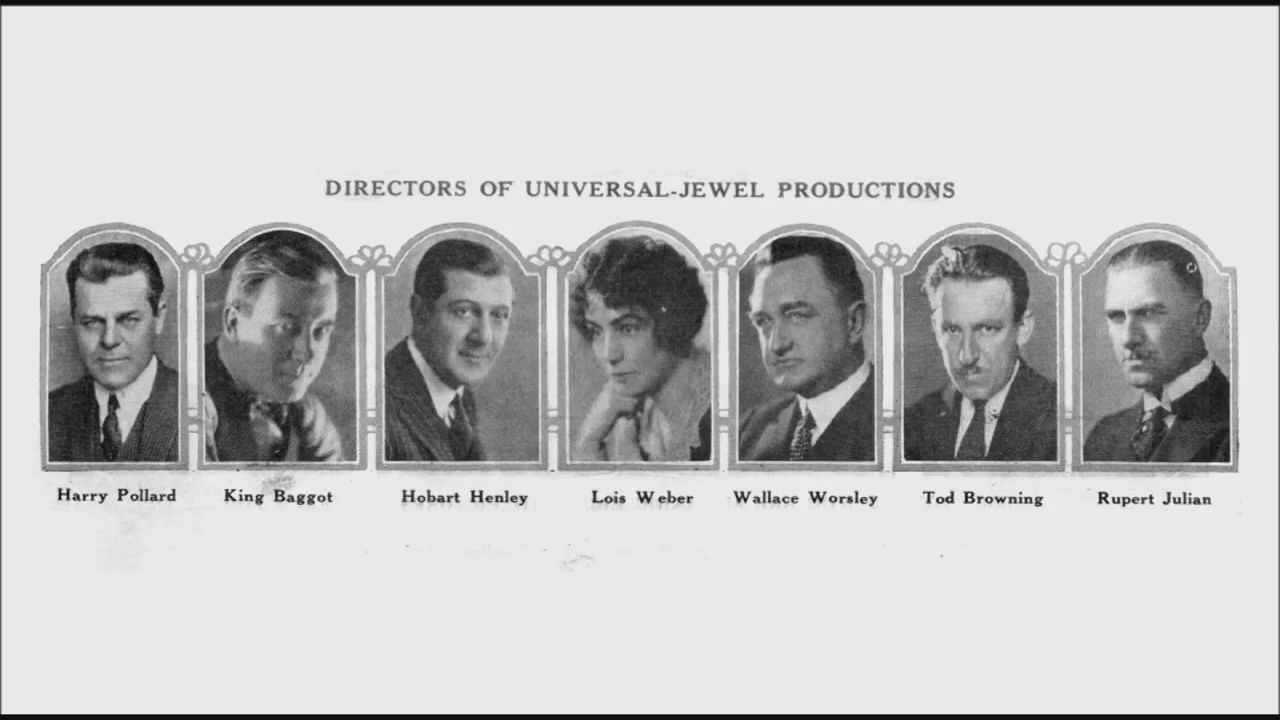 DIRECTORS OF UNIVERSAL-JEWEL PRODUCTIONS
Harry Pollard King Baggot Hobart Henley Lois Weber Wallace Worsley Tod Browning Rupert Julian